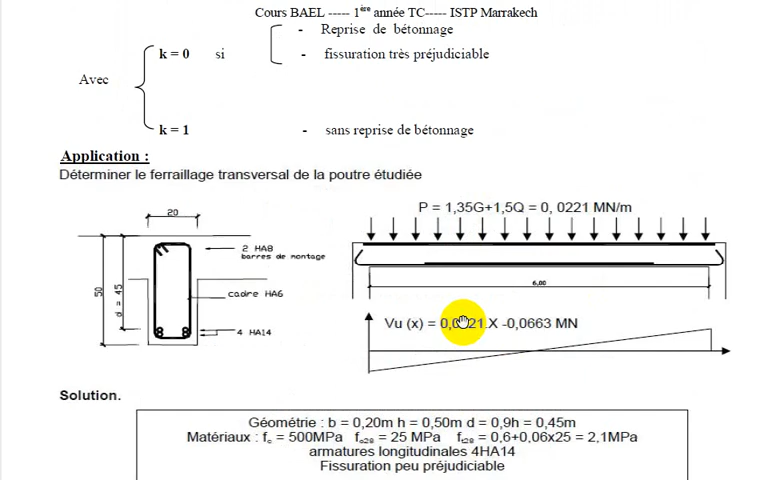 Cours BAEL ----- 1ère année TC----- ISTP Marrakech
- Reprise de bétonnage
k = 0 si - fissuration très préjudiciable
Avec
k = 1 - sans reprise de bétonnage
Application :
Déterminer le ferraillage transversal de la poutre étudiée
P = 1,35G+1,5Q = 0, 0221 MN/m
20
2 HA8
barres de montage
50
d = 45
cadre HA6
6,00
Vu (x) = 0,0221.X -0,0663 MN
4 HA14
Solution.
Géométrie : b = 0,20m h = 0,50m d = 0,9h = 0,45m
Matériaux : fe = 500MPa fc28 = 25 MPa ft28 = 0,6+0,06x25 = 2,1MPa
armatures longitudinales 4HA14
Fissuration peu préjudiciable